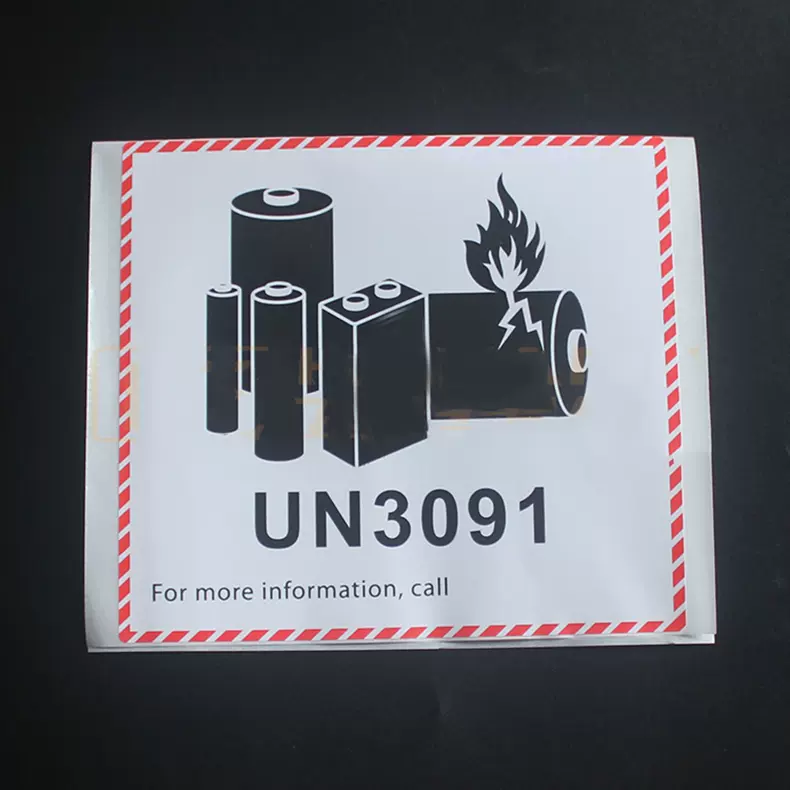 UN3091
For more information, call